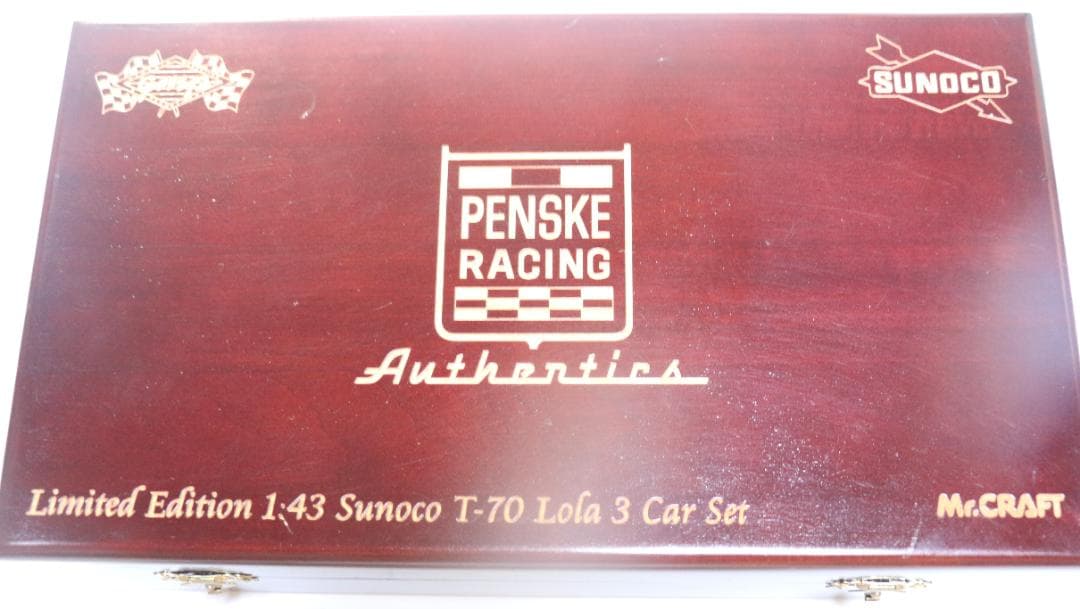 SUNOCO
PENSKE
RACING
Authentics
Limited Edition 1:43 Sunoco T-70 Lola 3 Car Set
Mr.CRAFT